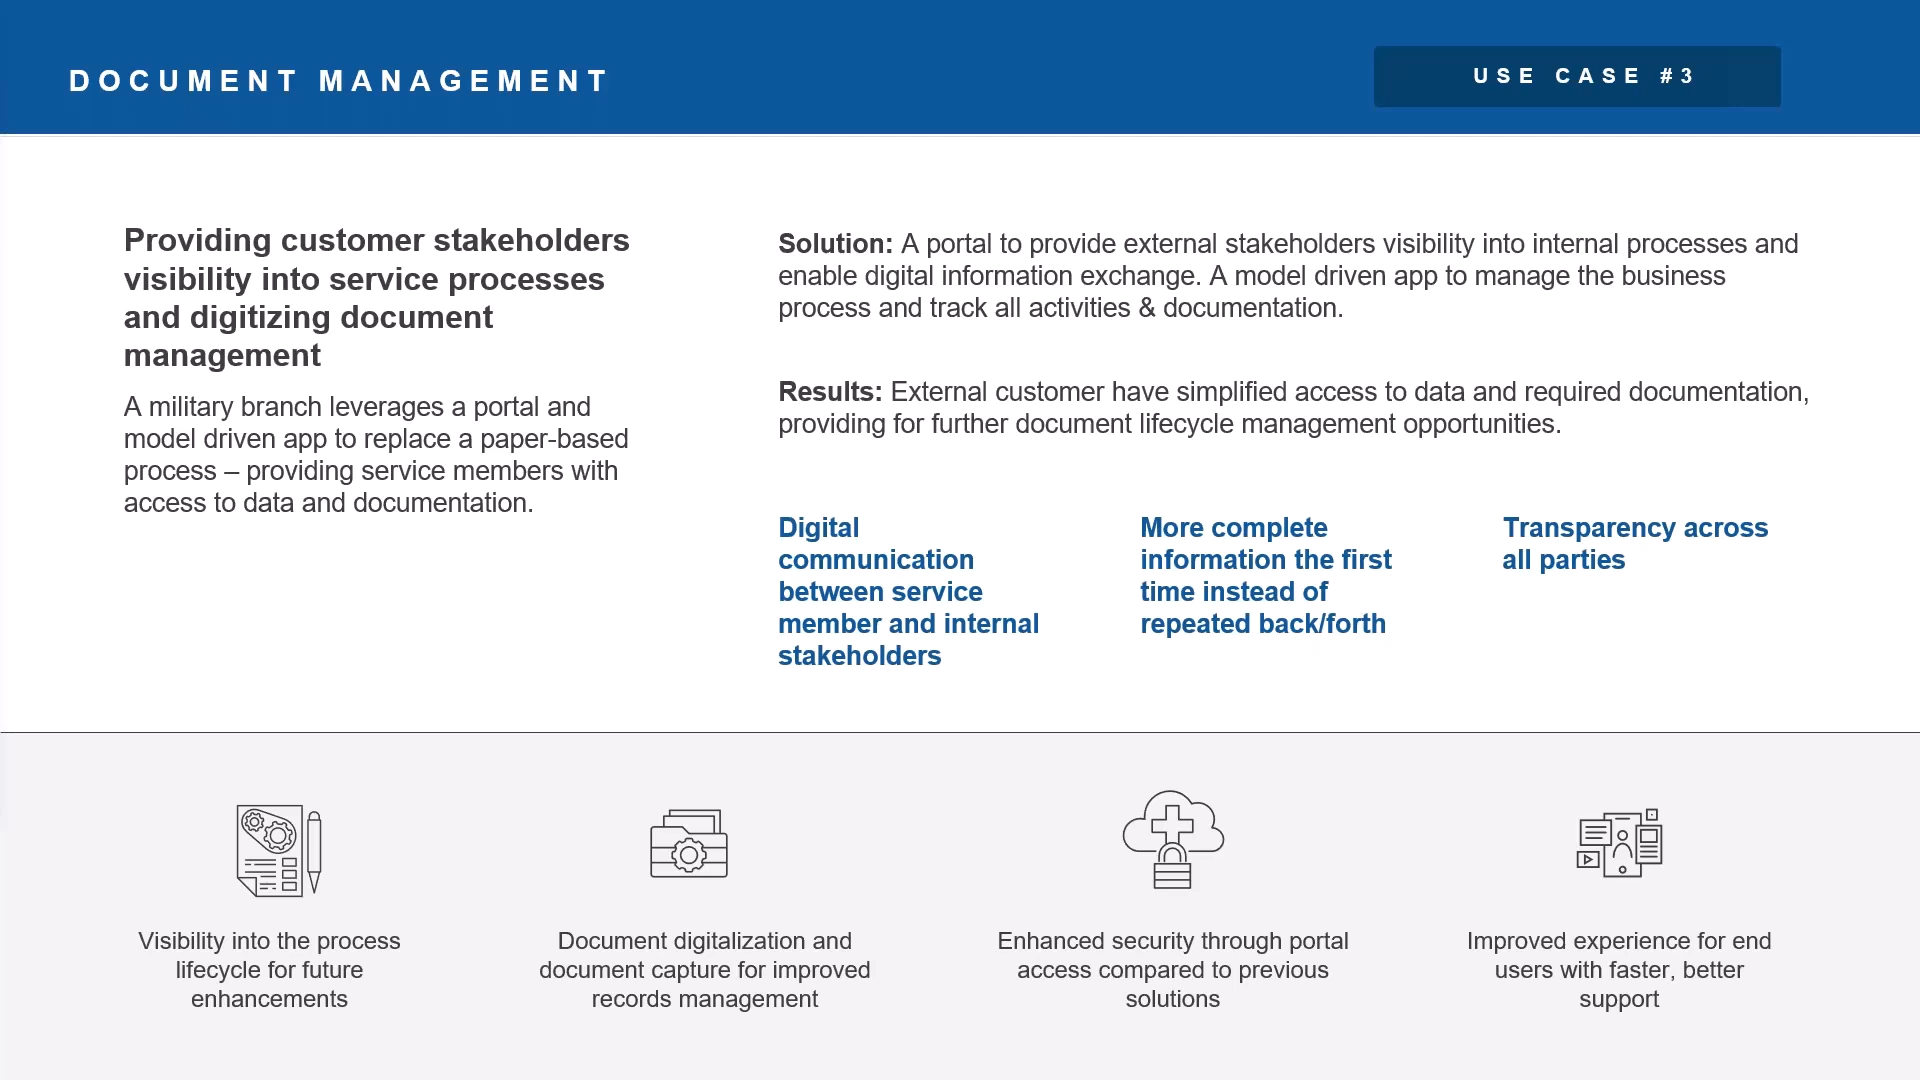 DOCUMENT MANAGEMENT
USE CASE #3
Providing customer stakeholders
visibility into service processes
and digitizing document
management
A military branch leverages a portal and
model driven app to replace a paper-based
process – providing service members with
access to data and documentation.
Solution: A portal to provide external stakeholders visibility into internal processes and
enable digital information exchange. A model driven app to manage the business
process and track all activities & documentation.
Results: External customer have simplified access to data and required documentation,
providing for further document lifecycle management opportunities.
Digital
communication
between service
member and internal
stakeholders
More complete
information the first
time instead of
repeated back/forth
Transparency across
all parties
Visibility into the process
lifecycle for future
enhancements
Document digitalization and
document capture for improved
records management
Enhanced security through portal
access compared to previous
solutions
Improved experience for end
users with faster, better
support